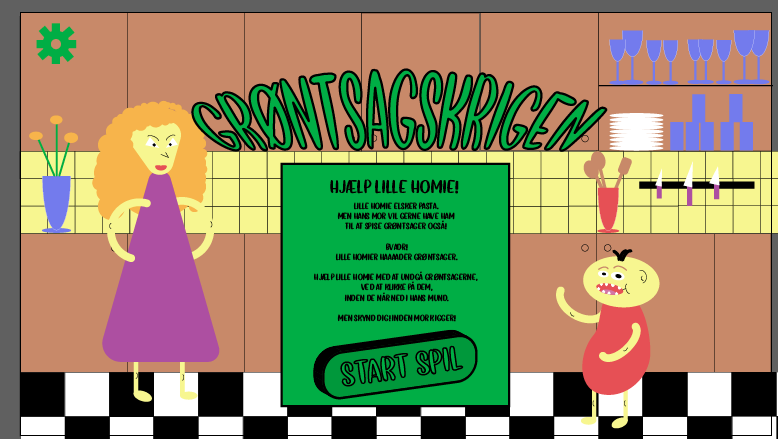 GRØNTSAGSKRIGEN
HJÆLP LILLE HOMIE!
LILLE HOMIE ELSKER PASTA.
MEN HANS MOR VIL GERNE HAVE HAM
TIL AT SPISE GRØNTSAGER OGSÅ!
BVADR!
LILLE HOMIER HAAADER GRØNTSAGER.
HJÆLP LILLE HOMIE MED AT UNDGÅ GRØNTSAGERNE,
VED AT KLIKKE PÅ DEM,
INDEN DE NÅR NED I HANS MUND.
MEN SKYND DIG! INDEN MOR KIGGER!
START SPIL